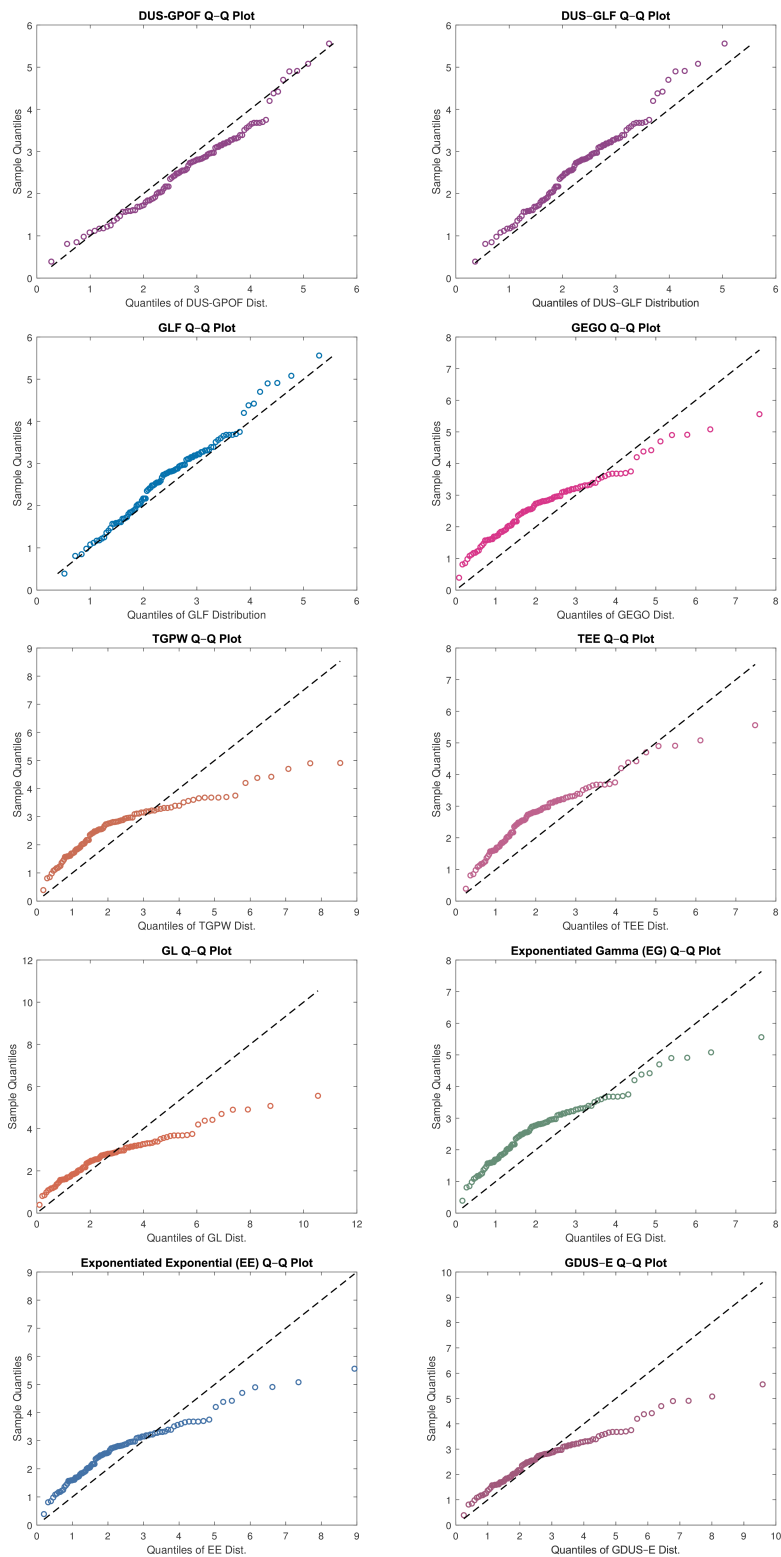 DUS-GPOF Q–Q Plot
6
5
4
3
2
1
0
Sample Quantiles
0 1 2 3 4 5 6
Quantiles of DUS-GPOF Dist.
DUS–GLF Q–Q Plot
6
5
4
3
2
1
0
Sample Quantiles
0 1 2 3 4 5 6
Quantiles of DUS–GLF Distribution
GLF Q–Q Plot
6
5
4
3
2
1
0
Sample Quantiles
0 1 2 3 4 5 6
Quantiles of GLF Distribution
GEGO Q–Q Plot
8
7
6
5
4
3
2
1
0
Sample Quantiles
0 1 2 3 4 5 6 7 8
Quantiles of GEGO Dist.
TGPW Q–Q Plot
9
8
7
6
5
4
3
2
1
0
Sample Quantiles
0 1 2 3 4 5 6 7 8 9
Quantiles of TGPW Dist.
TEE Q–Q Plot
8
7
6
5
4
3
2
1
0
Sample Quantiles
0 1 2 3 4 5 6 7 8
Quantiles of TEE Dist.
GL Q–Q Plot
12
10
8
6
4
2
0
Sample Quantiles
0 2 4 6 8 10 12
Quantiles of GL Dist.
Exponentiated Gamma (EG) Q–Q Plot
8
7
6
5
4
3
2
1
0
Sample Quantiles
0 1 2 3 4 5 6 7 8
Quantiles of EG Dist.
Exponentiated Exponential (EE) Q–Q Plot
9
8
7
6
5
4
3
2
1
0
Sample Quantiles
0 1 2 3 4 5 6 7 8 9
Quantiles of EE Dist.
GDUS–E Q–Q Plot
10
9
8
7
6
5
4
3
2
1
0
Sample Quantiles
0 1 2 3 4 5 6 7 8 9 10
Quantiles of GDUS–E Dist.